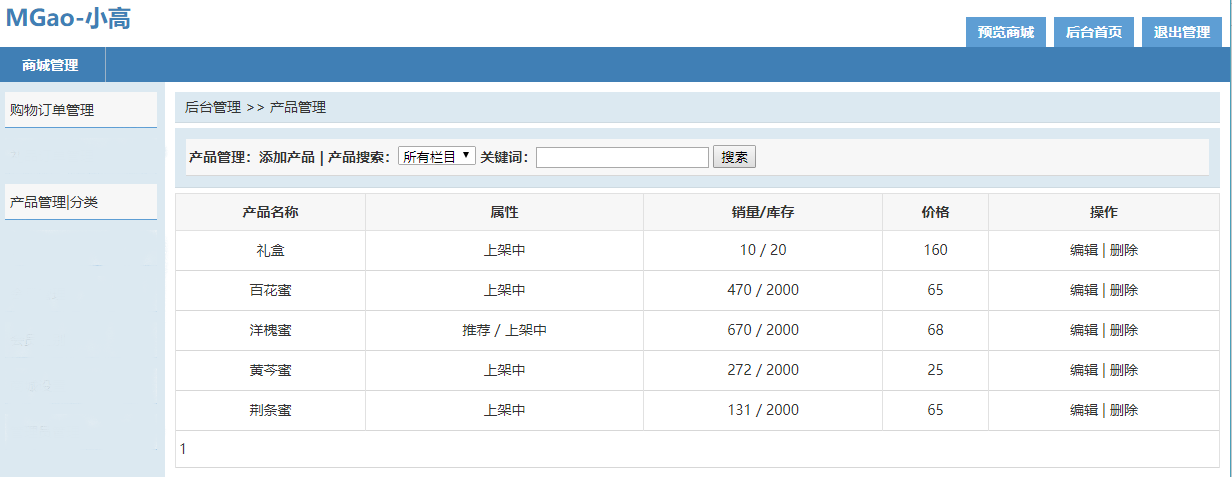 MGao-小高
预览商城 后台首页 退出管理
商城管理
购物订单管理
产品管理|分类
后台管理 >> 产品管理
产品管理：添加产品 | 产品搜索： 所有栏目 关键词： 搜索
产品名称 属性 销量/库存 价格 操作
礼盒 上架中 10 / 20 160 编辑 | 删除
百花蜜 上架中 470 / 2000 65 编辑 | 删除
洋槐蜜 推荐 / 上架中 670 / 2000 68 编辑 | 删除
黄芩蜜 上架中 272 / 2000 25 编辑 | 删除
荆条蜜 上架中 131 / 2000 65 编辑 | 删除
1